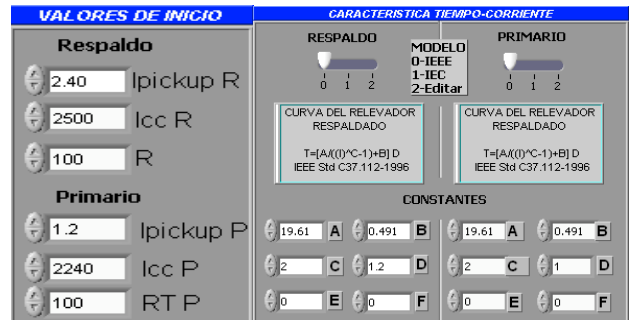 VALORES DE INICIO
Respaldo
2.40 Ipickup R
2500 Icc R
100 R
Primario
1.2 Ipickup P
2240 Icc P
100 RT P
CARACTERISTICA TIEMPO-CORRIENTE
RESPALDO
0 1 2
MODELO
0-IEEE
1-IEC
2-Editar
PRIMARIO
0 1 2
CURVA DEL RELEVADOR
RESPALDADO
T=[A/((I)^C-1)+B] D
IEEE Std C37.112-1996
CURVA DEL RELEVADOR
RESPALDADO
T=[A/((I)^C-1)+B] D
IEEE Std C37.112-1996
CONSTANTES
19.61 A 0.491 B 19.61 A 0.491 B
2 C 1.2 D 2 C 1 D
0 E 0 F 0 E 0 F